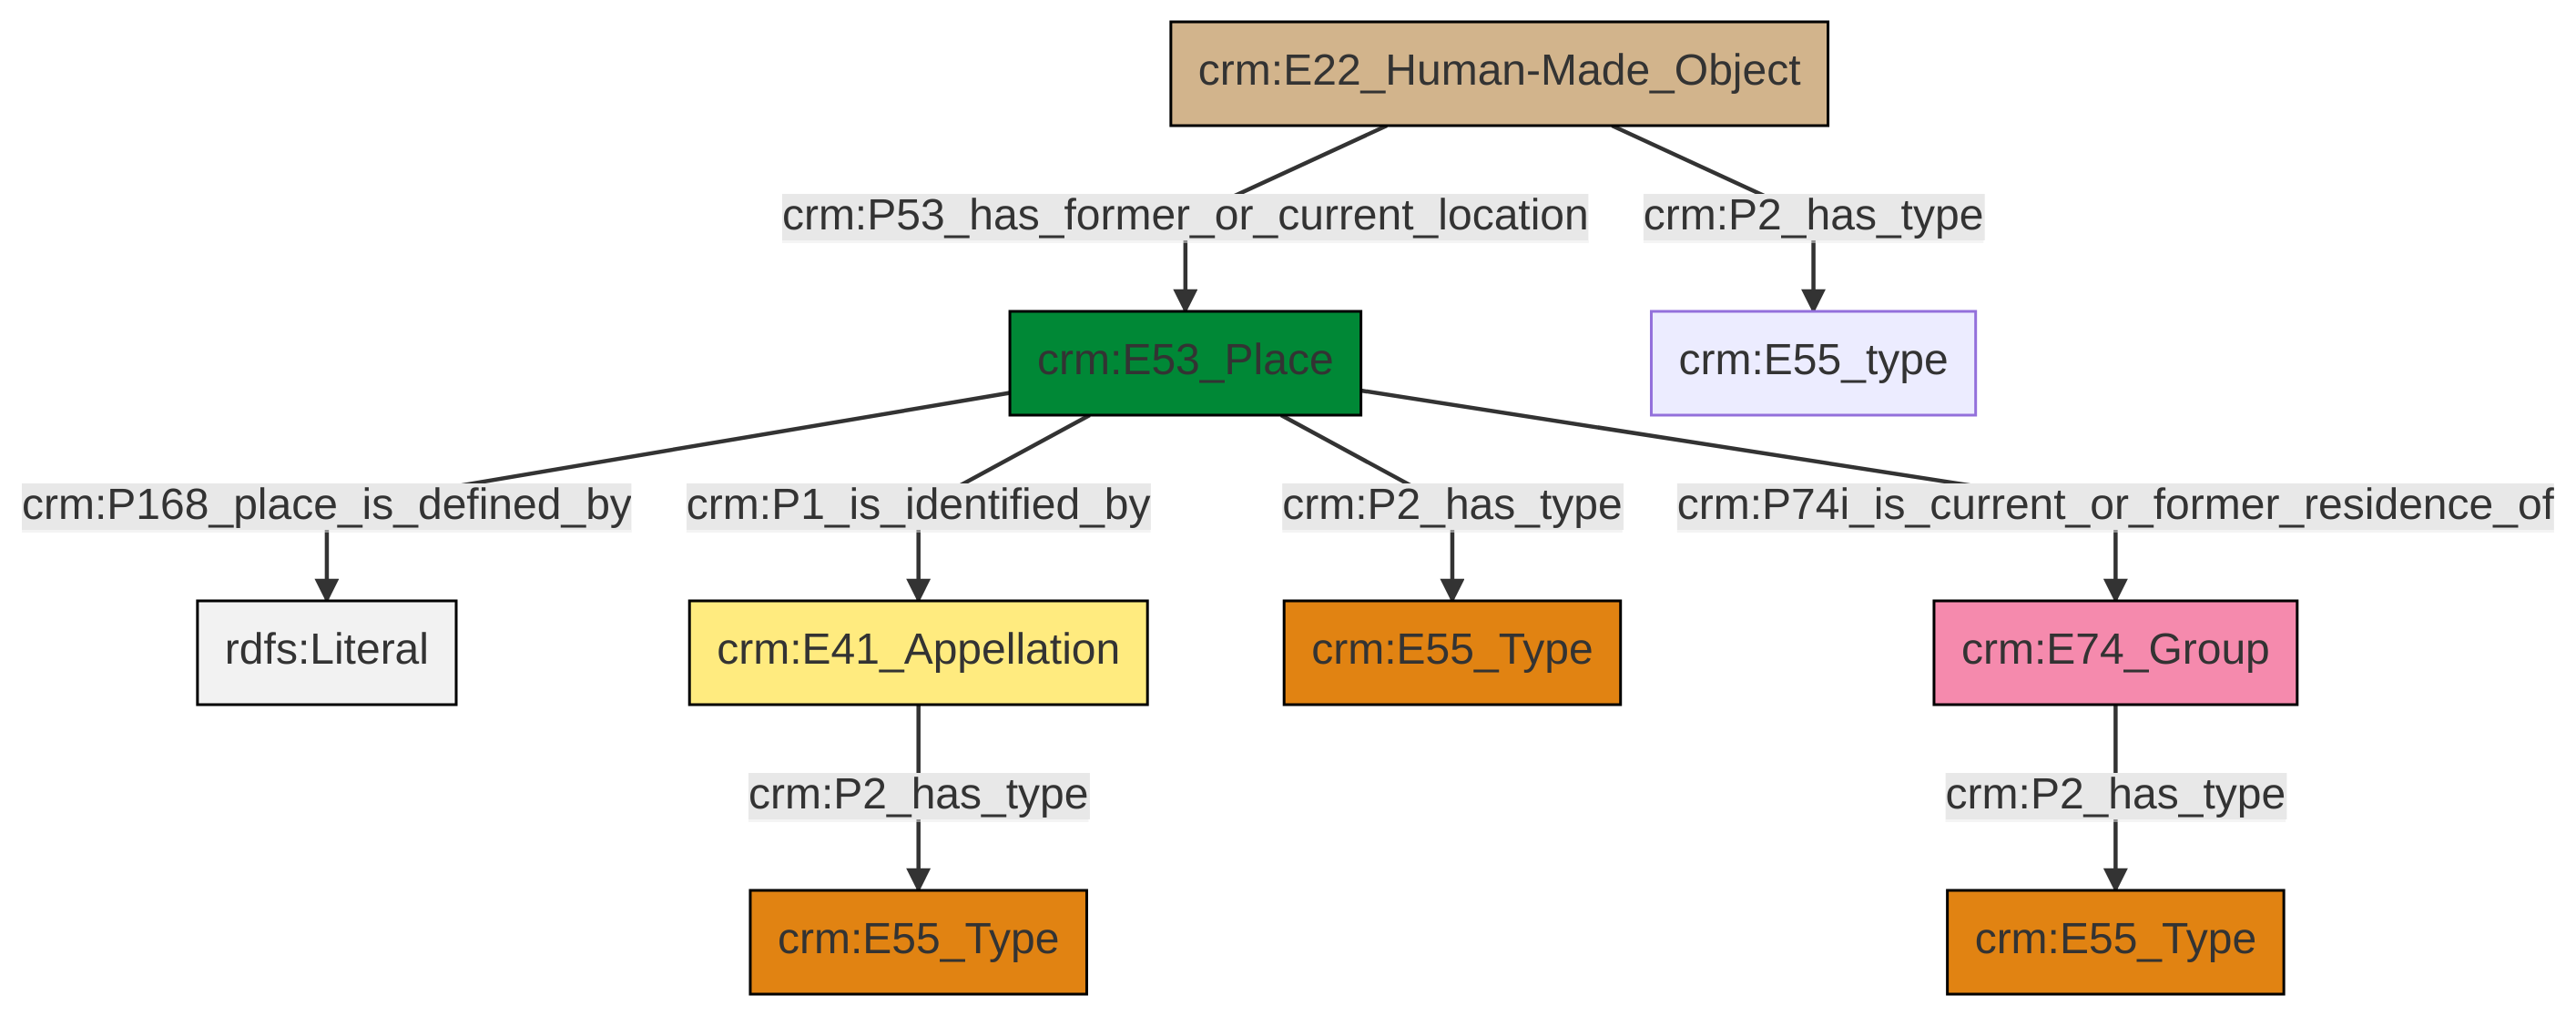 crm:E22_Human-Made_Object
crm:P53_has_former_or_current_location
crm:P2_has_type
crm:E53_Place
crm:E55_type
crm:P168_place_is_defined_by
crm:P1_is_identified_by
crm:P2_has_type
crm:P74i_is_current_or_former_residence_of
rdfs:Literal
crm:E41_Appellation
crm:E55_Type
crm:E74_Group
crm:P2_has_type
crm:P2_has_type
crm:E55_Type
crm:E55_Type